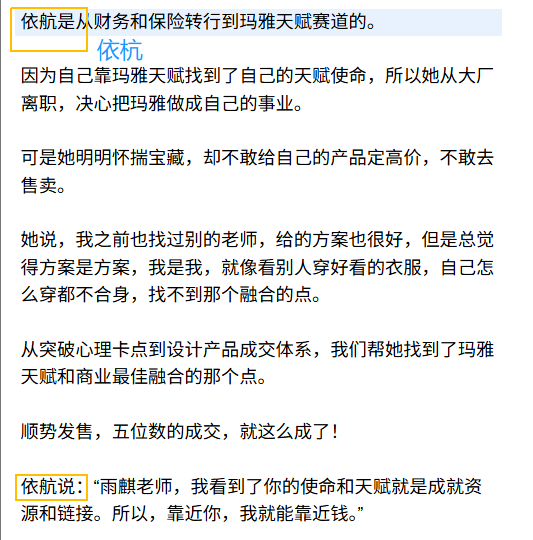 依航是从财务和保险转行到玛雅天赋赛道的。
依杭
因为自己靠玛雅天赋找到了自己的天赋使命，所以她从大厂
离职，决心把玛雅做成自己的事业。
可是她明明怀揣宝藏，却不敢给自己的产品定高价，不敢去
售卖。
她说，我之前也找过别的老师，给的方案也很好，但是总觉
得方案是方案，我是我，就像看别人穿好看的衣服，自己怎
么穿都不合身，找不到那个融合的点。
从突破心理卡点到设计产品成交体系，我们帮她找到了玛雅
天赋和商业最佳融合的那个点。
顺势发售，五位数的成交，就这么成了！
依航说：“雨麒老师，我看到了你的使命和天赋就是成就资
源和链接。所以，靠近你，我就能靠近钱。”